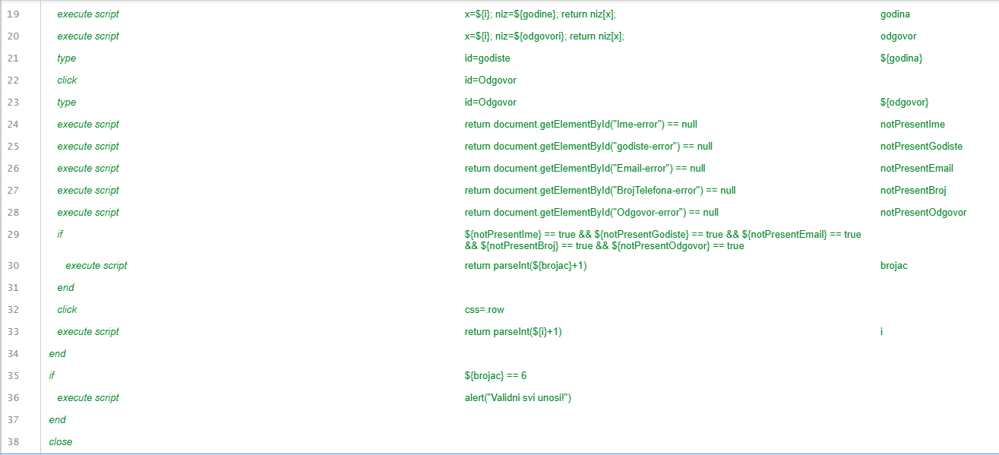 19 execute script x=${i}; niz=${godine}; return niz[x]; godina
20 execute script x=${i}; niz=${odgovori}; return niz[x]; odgovor
21 type id=godiste ${godina}
22 click id=Odgovor
23 type id=Odgovor ${odgovor}
24 execute script return document.getElementById("Ime-error") == null notPresentIme
25 execute script return document.getElementById("godiste-error") == null notPresentGodiste
26 execute script return document.getElementById("Email-error") == null notPresentEmail
27 execute script return document.getElementById("BrojTelefona-error") == null notPresentBroj
28 execute script return document.getElementById("Odgovor-error") == null notPresentOdgovor
29 if ${notPresentIme} == true && ${notPresentGodiste} == true && ${notPresentEmail} == true
&& ${notPresentBroj} == true && ${notPresentOdgovor} == true
30 execute script return parseInt(${brojac}+1) brojac
31 end
32 click css=.row
33 execute script return parseInt(${i}+1) i
34 end
35 if ${brojac} == 6
36 execute script alert("Validni svi unosi!")
37 end
38 close